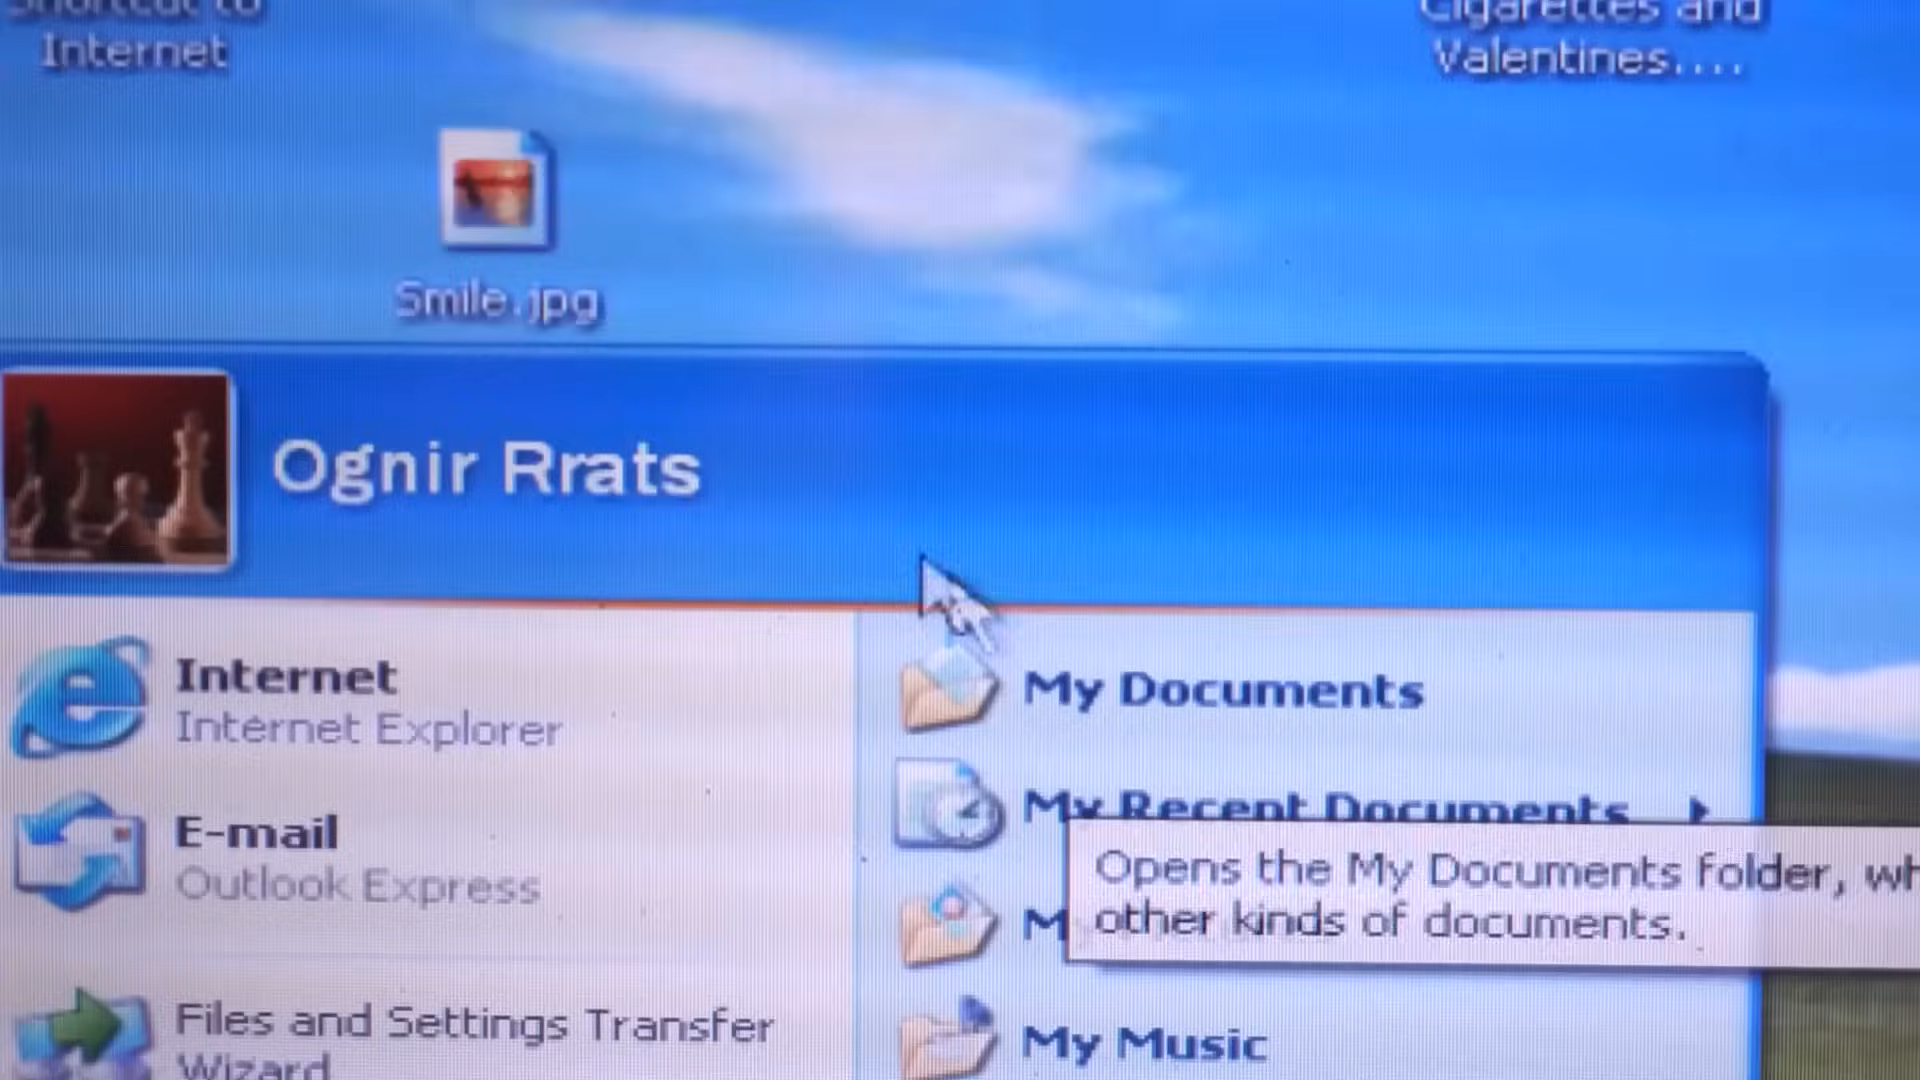 Shortcut to
Internet
Cigarettes and
Valentines....
Smile.jpg
Ognir Rrats
Internet
Internet Explorer
E-mail
Outlook Express
Files and Settings Transfer
Wizard
My Documents
My Recent Documents
Opens the My Documents folder, wh
other kinds of documents.
M
My Music